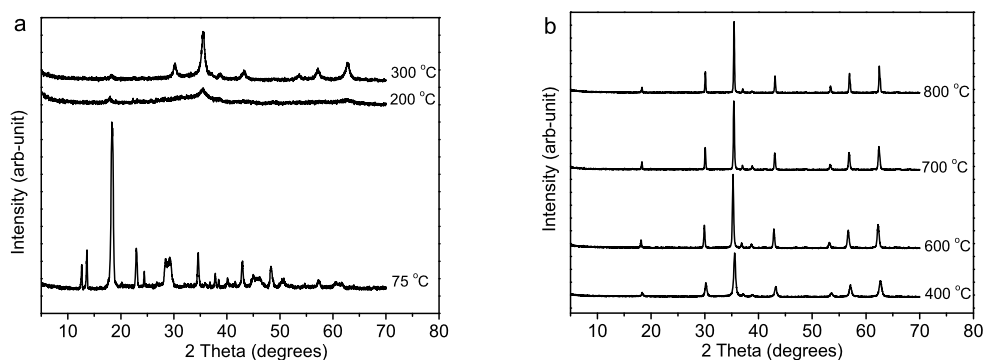 a
Intensity (arb-unit)
300 °C
200 °C
75 °C
10 20 30 40 50 60 70 80
2 Theta (degrees)
b
Intensity (arb-unit)
800 °C
700 °C
600 °C
400 °C
10 20 30 40 50 60 70 80
2 Theta (degrees)